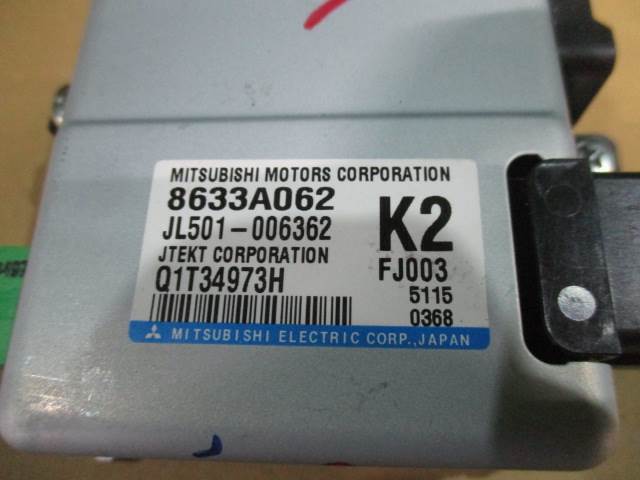 MITSUBISHI MOTORS CORPORATION
8633A062
JL501-006362
K2
JTEKT CORPORATION
Q1T34973H
FJ003
5115
0368
MITSUBISHI ELECTRIC CORP., JAPAN